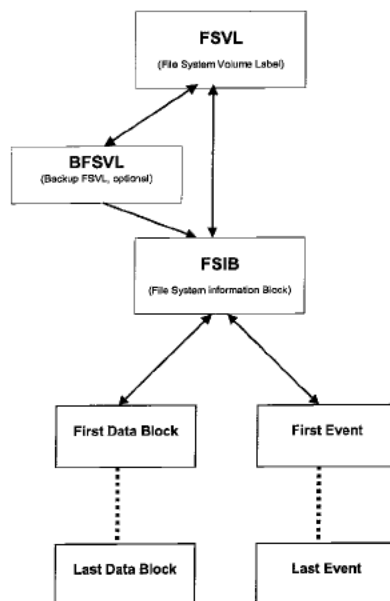 FSVL
(File System Volume Label)
BFSVL
(Backup FSVL, optional)
FSIB
(File System Information Block)
First Data Block
First Event
Last Data Block
Last Event